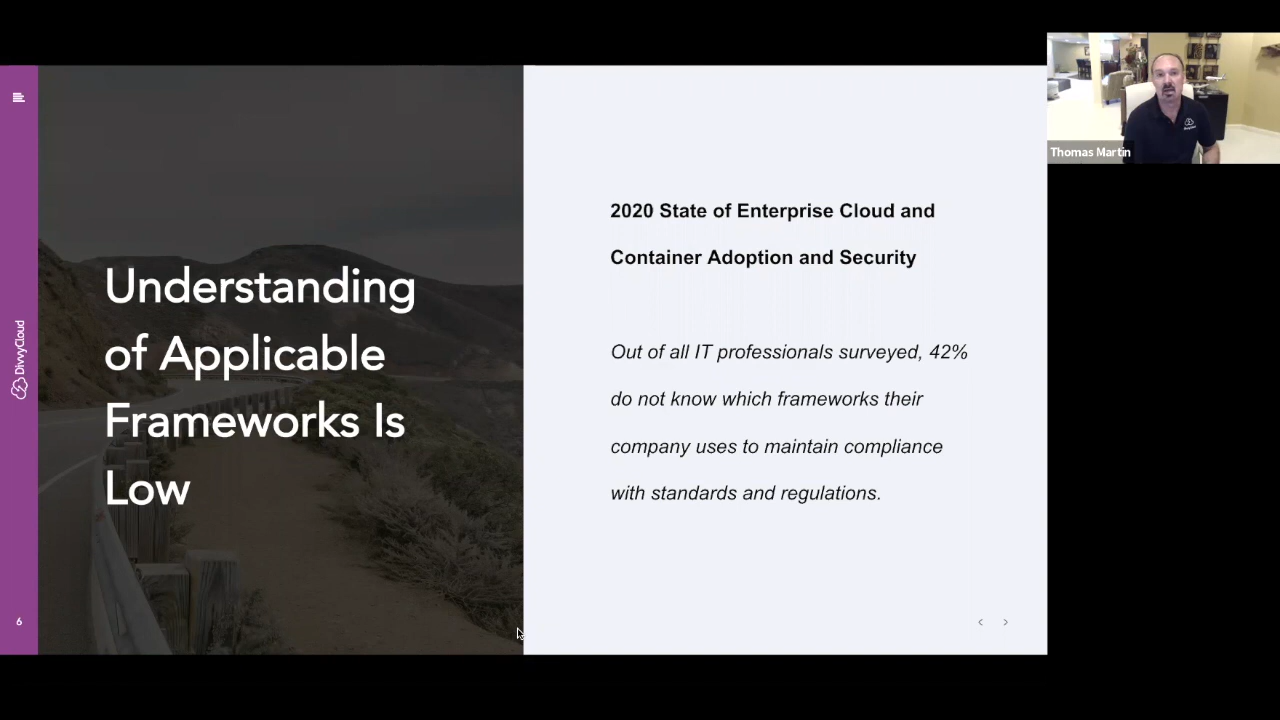 Understanding
of Applicable
Frameworks Is
Low
2020 State of Enterprise Cloud and
Container Adoption and Security
Out of all IT professionals surveyed, 42%
do not know which frameworks their
company uses to maintain compliance
with standards and regulations.
DivvyCloud
6
Thomas Martin